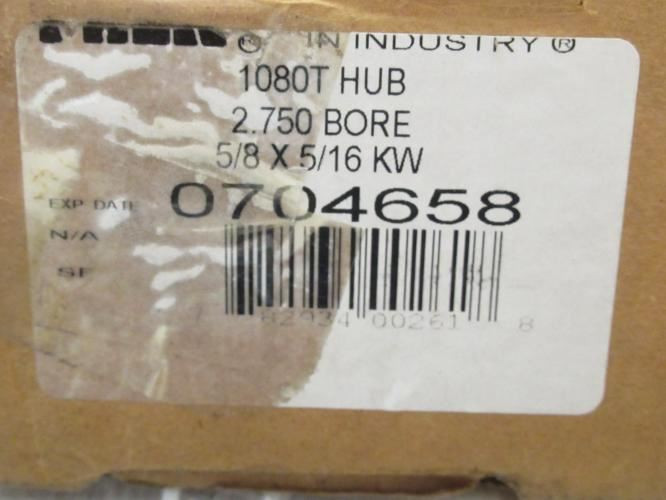 ® IN INDUSTRY ®
1080T HUB
2.750 BORE
5/8 X 5/16 KW
EXP DATE 0704658
N/A
SF
7 82934 00261 8